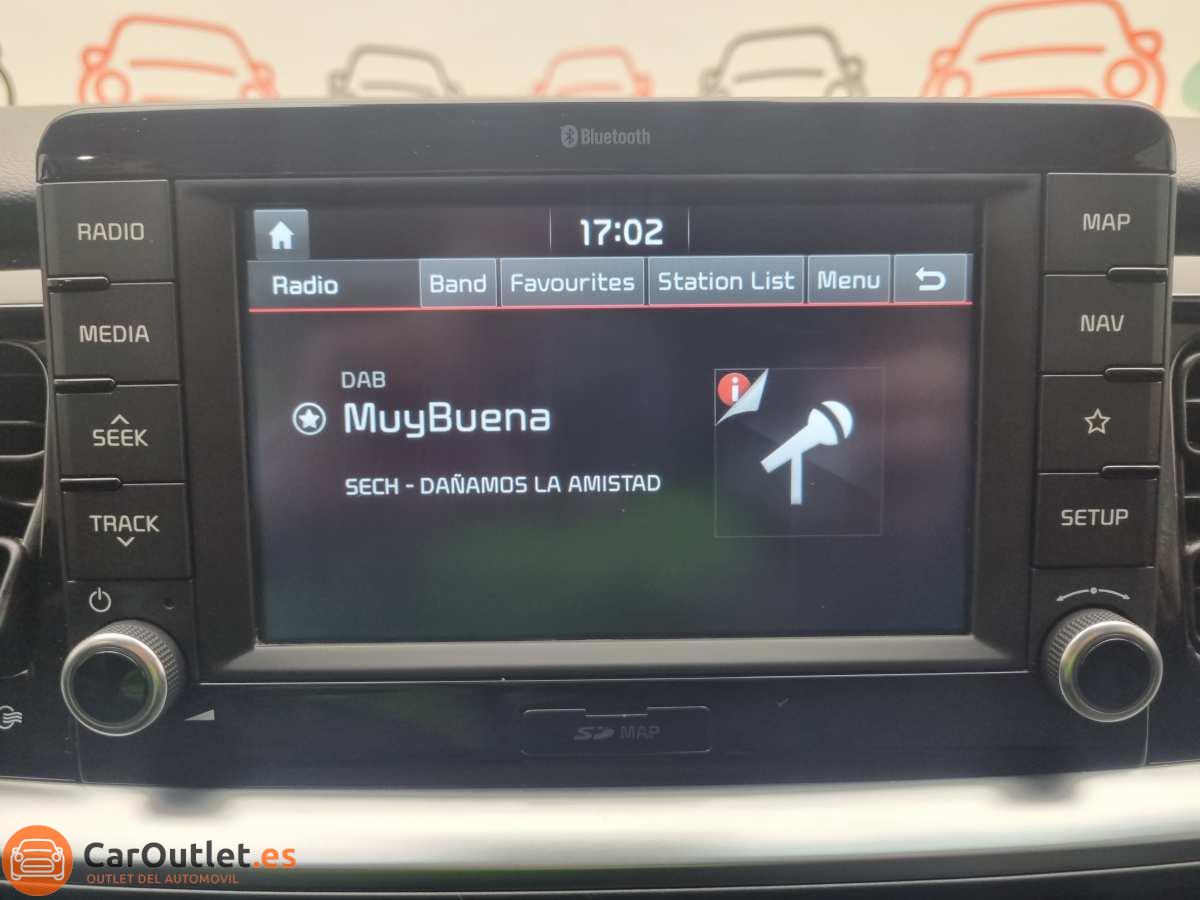 Bluetooth
RADIO
MEDIA
SEEK
TRACK
17:02
Radio Band Favourites Station List Menu
DAB
MuyBuena
SECH - DAÑAMOS LA AMISTAD
i
MAP
NAV
SETUP
SD MAP
CarOutlet.es
OUTLET DEL AUTOMOVIL